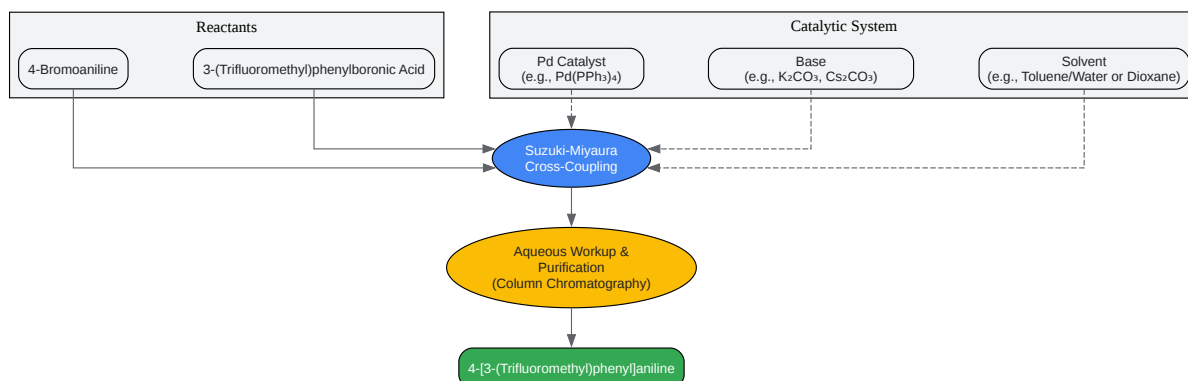 Reactants
Catalytic System
4-Bromoaniline
3-(Trifluoromethyl)phenylboronic Acid
Pd Catalyst
(e.g., Pd(PPh₃)₄)
Base
(e.g., K₂CO₃, Cs₂CO₃)
Solvent
(e.g., Toluene/Water or Dioxane)
Suzuki-Miyaura
Cross-Coupling
Aqueous Workup &
Purification
(Column Chromatography)
4-[3-(Trifluoromethyl)phenyl]aniline